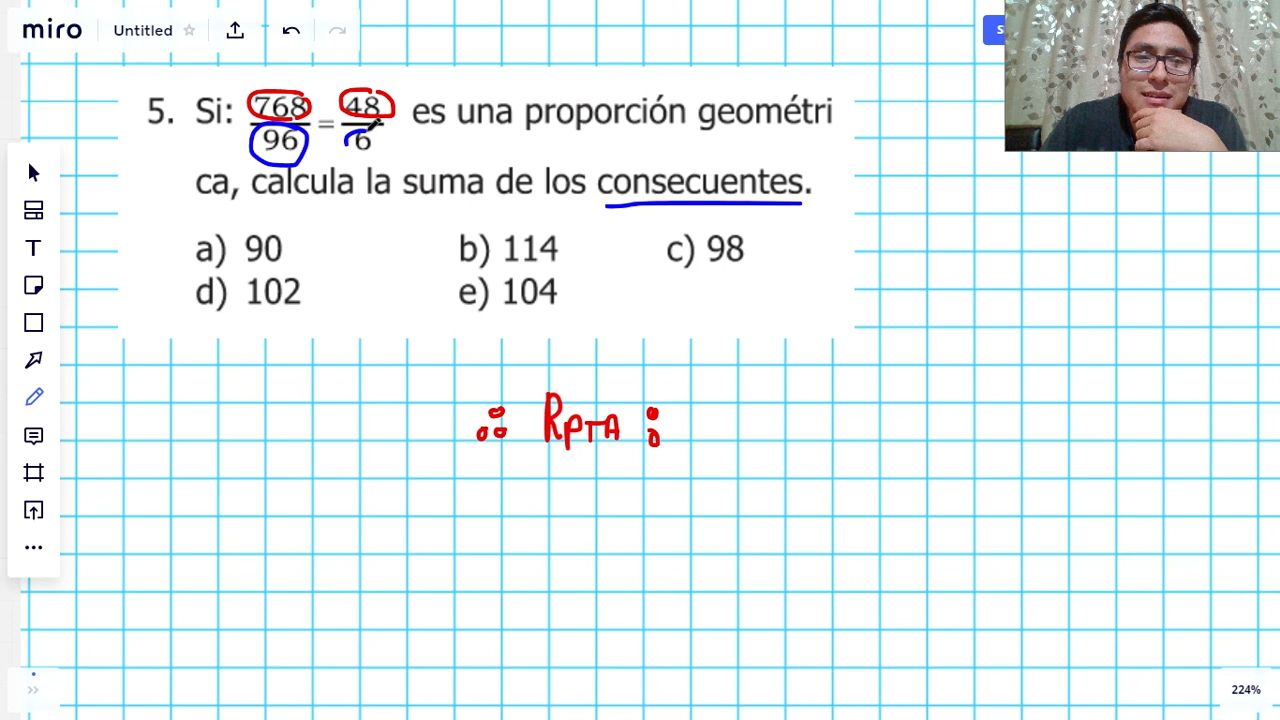 miro Untitled
5. Si: 768/96 = 48/6 es una proporción geométri
ca, calcula la suma de los consecuentes.
a) 90 b) 114 c) 98
d) 102 e) 104
∴ RPTA :
T
224%